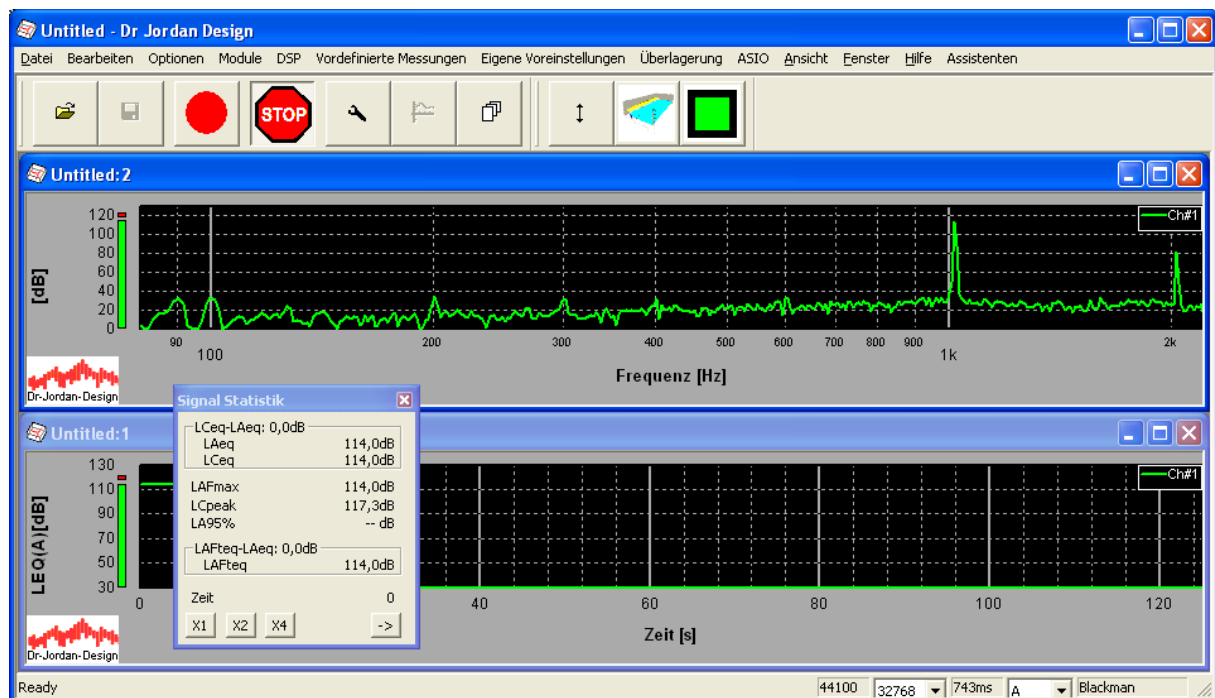 Untitled - Dr Jordan Design
Datei Bearbeiten Optionen Module DSP Vordefinierte Messungen Eigene Voreinstellungen Überlagerung ASIO Ansicht Fenster Hilfe Assistenten
STOP
Untitled:2
120
100
80
60
40
20
0
[dB]
Ch#1
90 100 200 300 400 500 600 700 800 900 1k 2k
Frequenz [Hz]
Dr-Jordan-Design
Signal Statistik
LCeq-LAeq: 0,0dB
LAeq 114,0dB
LCeq 114,0dB
LAFmax 114,0dB
LCpeak 117,3dB
LA95% -- dB
LAFteq-LAeq: 0,0dB
LAFteq 114,0dB
Zeit 0
X1 X2 X4 ->
Untitled:1
130
110
90
70
50
30
LEQ(A)[dB]
Ch#1
0 40 60 80 100 120
Zeit [s]
Dr-Jordan-Design
Ready 44100 32768 743ms A Blackman